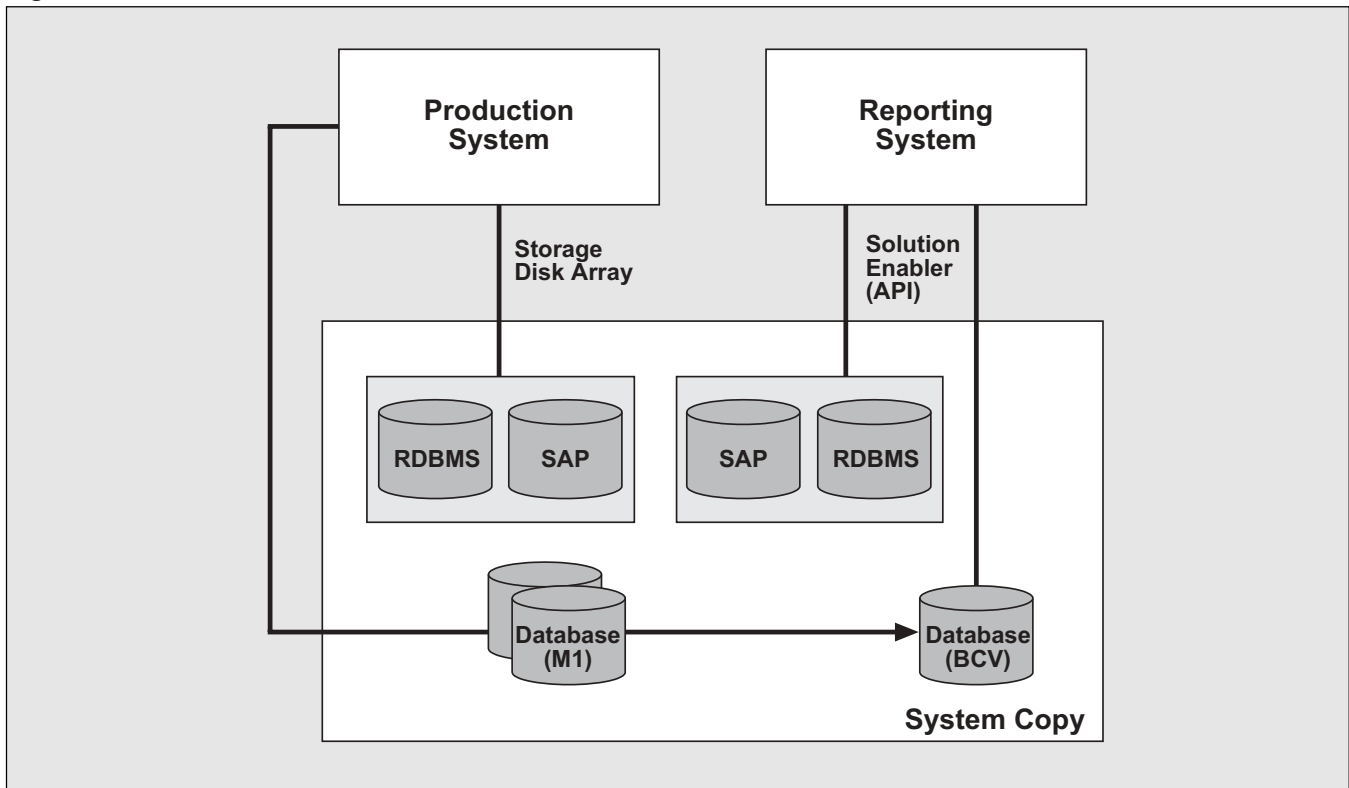 Production
System
Reporting
System
Storage
Disk Array
Solution
Enabler
(API)
RDBMS
SAP
SAP
RDBMS
Database
(M1)
Database
(BCV)
System Copy